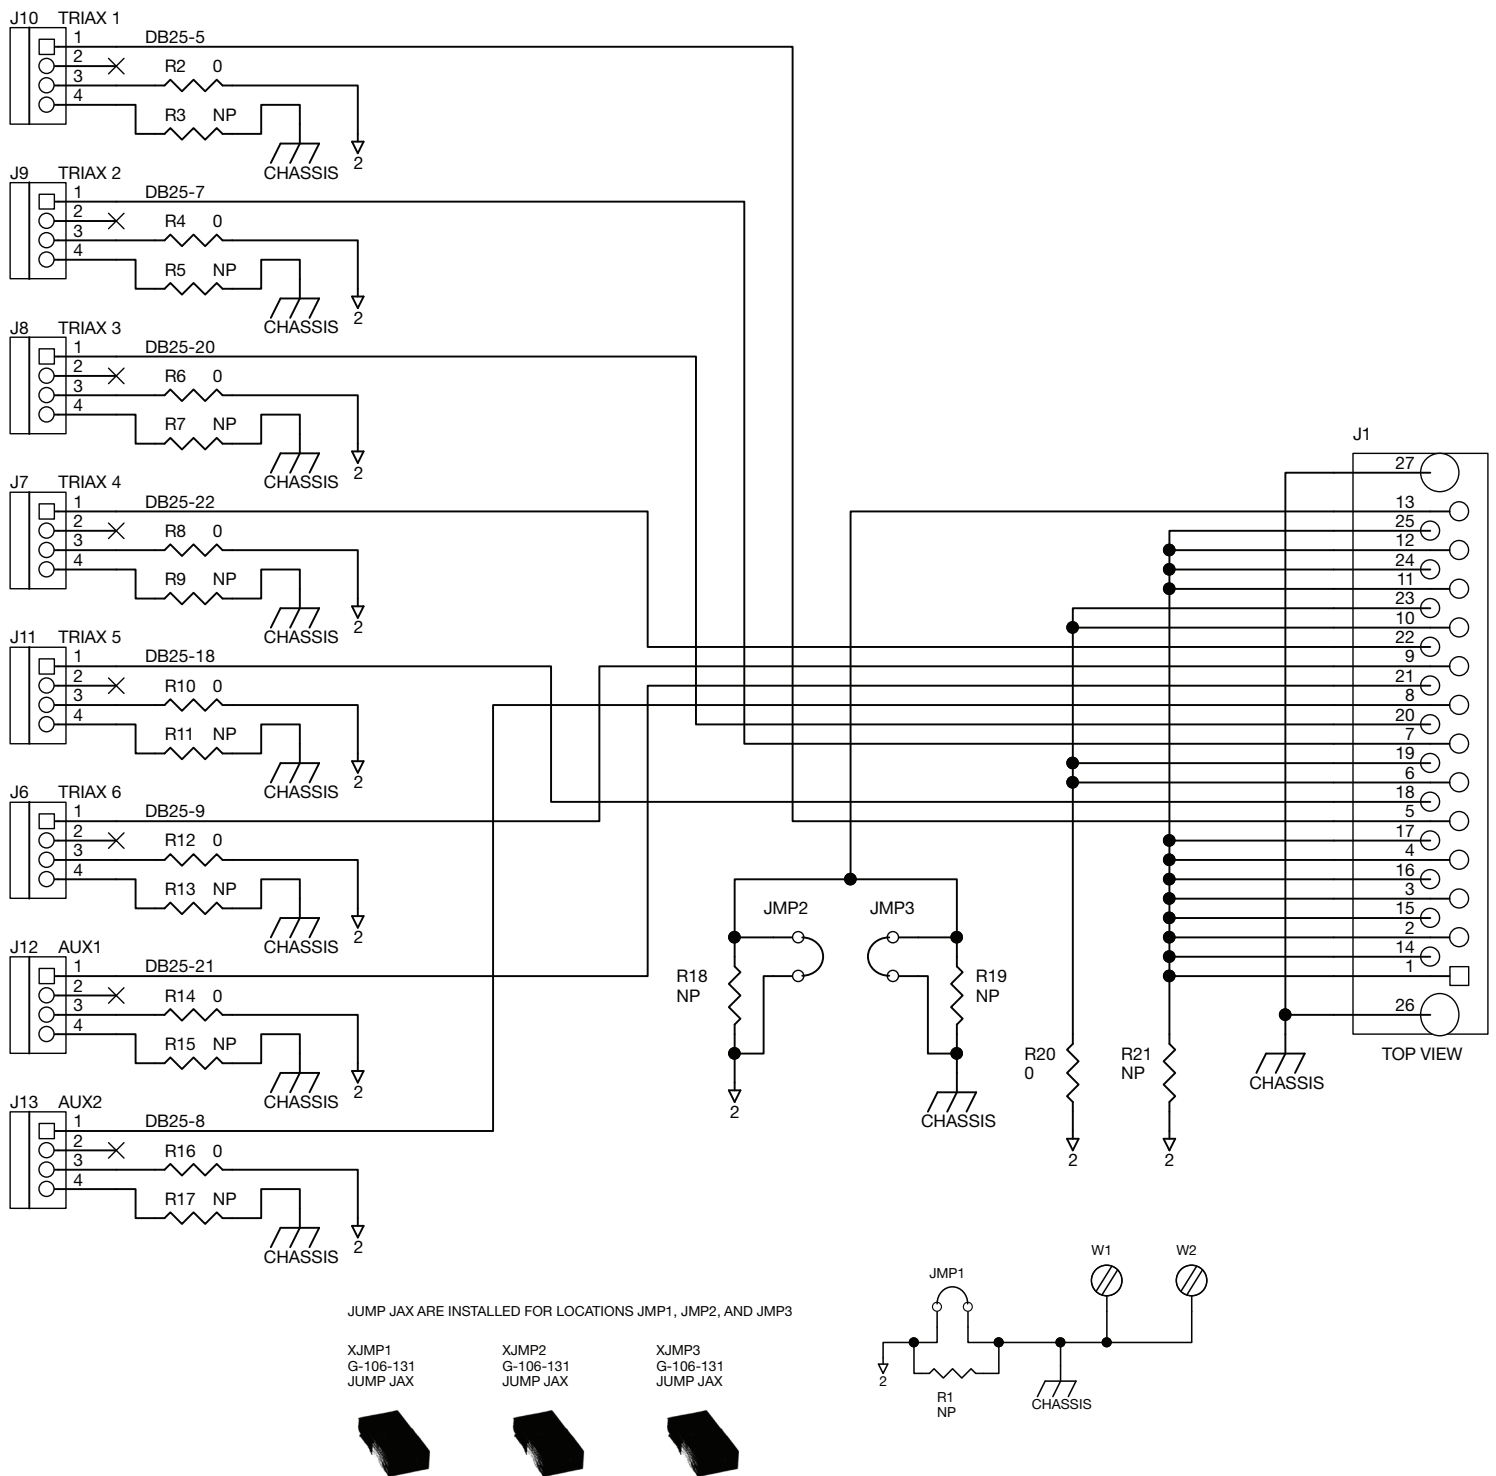 J10 TRIAX 1
1 DB25-5
2
R2 0
3
4
R3 NP
CHASSIS 2
J9 TRIAX 2
1 DB25-7
2
R4 0
3
4
R5 NP
CHASSIS 2
J8 TRIAX 3
1 DB25-20
2
R6 0
3
4
R7 NP
CHASSIS 2
J7 TRIAX 4
1 DB25-22
2
R8 0
3
4
R9 NP
CHASSIS 2
J11 TRIAX 5
1 DB25-18
2
R10 0
3
4
R11 NP
CHASSIS 2
J6 TRIAX 6
1 DB25-9
2
R12 0
3
4
R13 NP
CHASSIS 2
J12 AUX1
1 DB25-21
2
R14 0
3
4
R15 NP
CHASSIS 2
J13 AUX2
1 DB25-8
2
R16 0
3
4
R17 NP
CHASSIS 2
J1
27
13
25
12
24
11
23
10
22
9
21
8
20
7
19
6
18
5
17
4
16
3
15
2
14
1
26
TOP VIEW
CHASSIS
JMP2 JMP3
R18
NP
R19
NP
2
CHASSIS
R20
0
2
R21
NP
2
JUMP JAX ARE INSTALLED FOR LOCATIONS JMP1, JMP2, AND JMP3
XJMP1
G-106-131
JUMP JAX
XJMP2
G-106-131
JUMP JAX
XJMP3
G-106-131
JUMP JAX
W1 W2
JMP1
2
R1
NP
CHASSIS